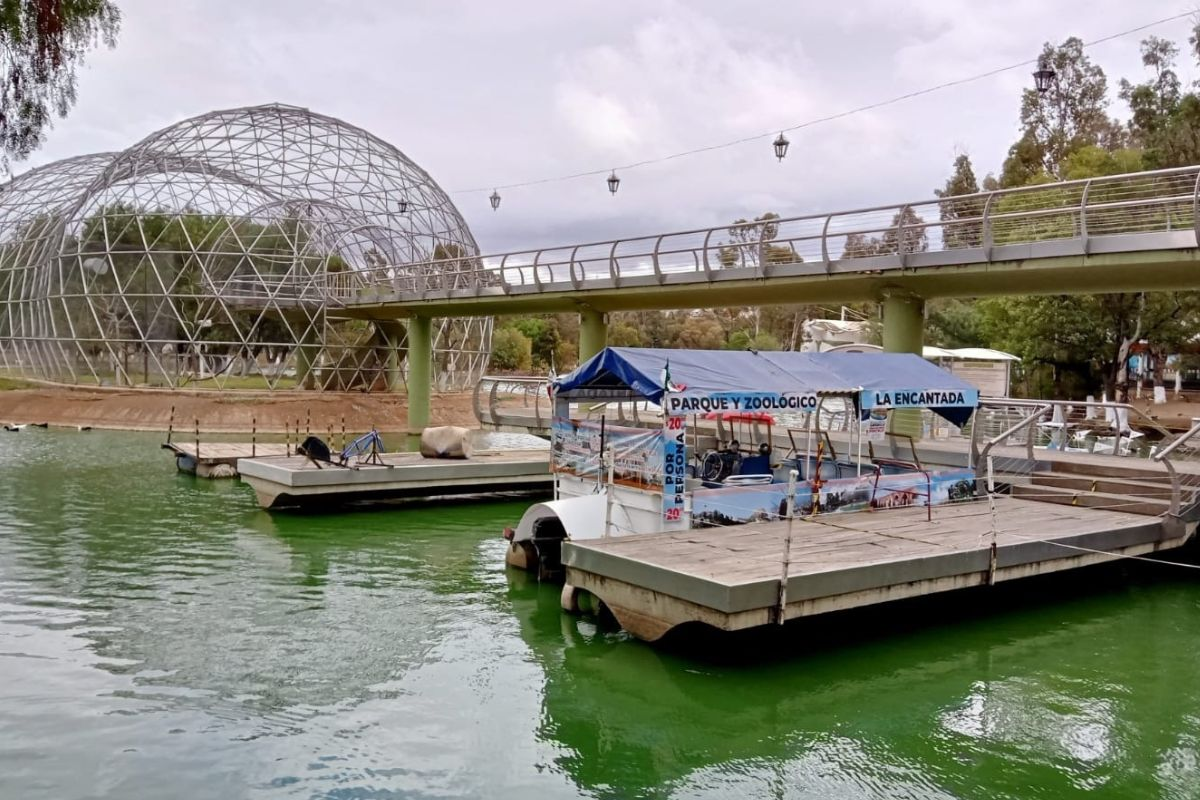 PARQUE Y ZOOLÓGICO
LA ENCANTADA
20
POR PERSONA
20